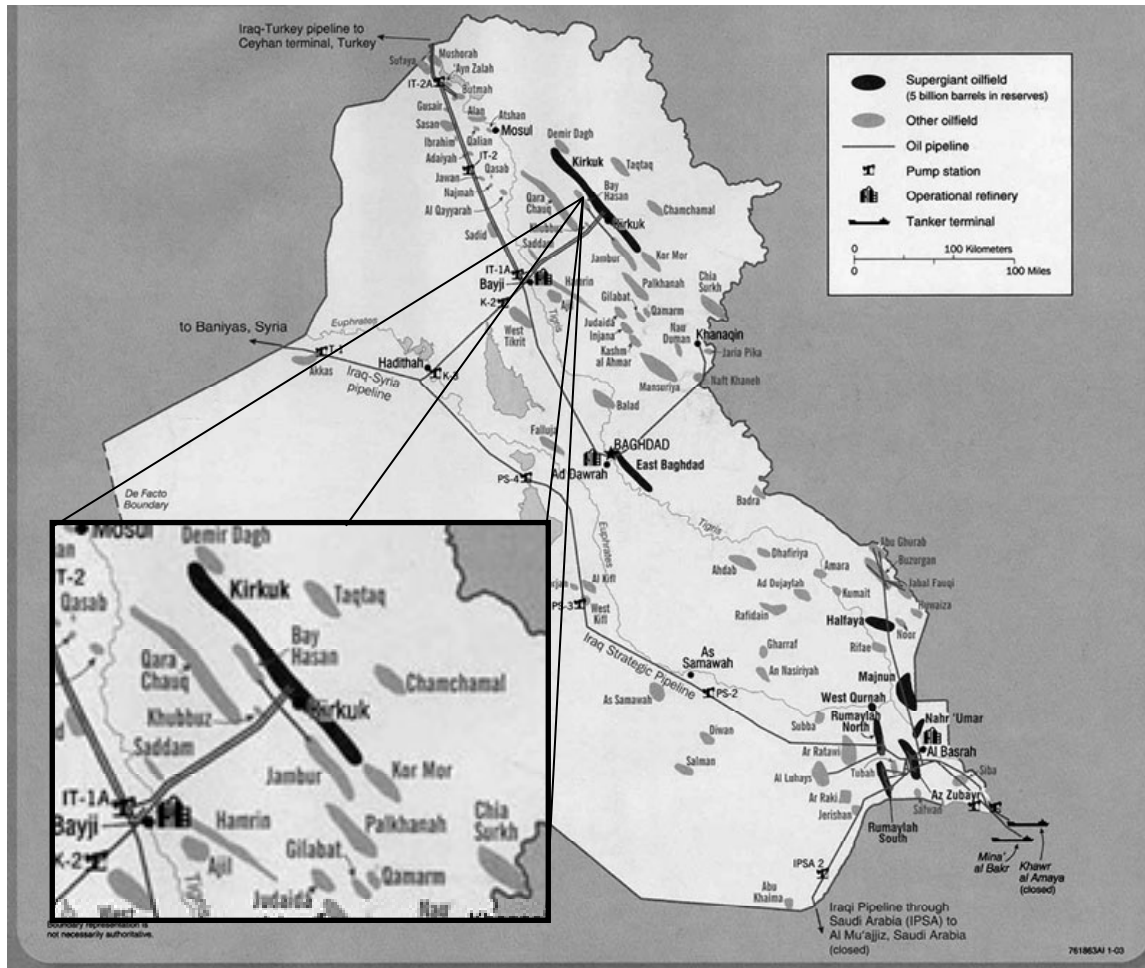 Iraq-Turkey pipeline to
Ceyhan terminal, Turkey
Mushorah
Sufaya
'Ayn Zalah
IT-2A
Butmah
Gusair
Alan
Atshan
Sasan
Mosul
Ibrahim
Qalian
Adaiyah
IT-2
Jawan
Qasab
Najmah
Al Qayyarah
Sadid
Demir Dagh
Kirkuk
Taqtaq
Bay
Hasan
Qara
Chauq
Chamchamal
Khubbuz
Kirkuk
Saddam
Jambur
Kor Mor
IT-1A
Bayji
Hamrin
Palkhanah
Chia
Surkh
K-2
Ajil
Gilabat
Qamarm
Tigris
West
Tikrit
Judaida
Injana
Nau
Duman
Khanaqin
Kashm
al Ahmar
Jaria Pika
Mansuriya
Naft Khaneh
to Baniyas, Syria
Euphrates
T-1
Akkas
Hadithah
K-3
Iraq-Syria
pipeline
Balad
Falluja
BAGHDAD
East Baghdad
Ad Dawrah
PS-4
De Facto
Boundary
Badra
Tigris
Euphrates
Abu Ghurab
Buzurgan
Dhafiriya
Ahdab
Amara
Jabal Fauqi
Ad Dujaylah
Kumait
Al Kifl
West
Kifl
PS-3
Huwaiza
Rafidain
Halfaya
Noor
Rifae
Gharraf
Iraq Strategic Pipeline
As
Samawah
An Nasiriyah
Majnun
As Samawah
PS-2
West Qurnah
Rumaylah
North
Nahr 'Umar
Subba
Diwan
Al Basrah
Ar Ratawi
Salman
Siba
Al Luhays
Tubah
Az Zubayr
Ar Raki
Safwan
Jerishan
Rumaylah
South
Mina'
al Bakr
Khawr
al Amaya
(closed)
IPSA 2
Abu
Khaima
Iraqi Pipeline through
Saudi Arabia (IPSA) to
Al Mu'ajjiz, Saudi Arabia
(closed)
761863AI 1-03
Supergiant oilfield
(5 billion barrels in reserves)
Other oilfield
Oil pipeline
Pump station
Operational refinery
Tanker terminal
0 100 Kilometers
0 100 Miles
Mosul
Demir Dagh
T-2
Kirkuk
Taqtaq
Qasab
Bay
Hasan
Qara
Chauq
Chamchamal
Khubbuz
Kirkuk
Saddam
Jambur
Kor Mor
IT-1A
Bayji
Hamrin
Palkhanah
Chia
Surkh
K-2
Ajil
Gilabat
Qamarm
Judaida
West
Boundary representation is
not necessarily authoritative.